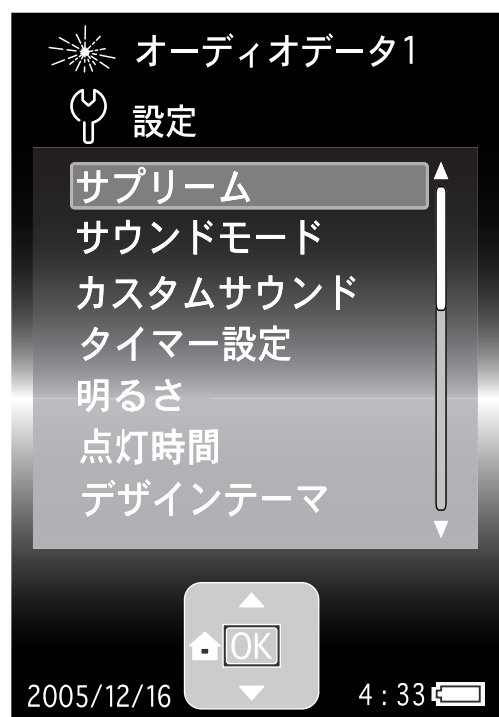 オーディオデータ1
設定
サプリーム
サウンドモード
カスタムサウンド
タイマー設定
明るさ
点灯時間
デザインテーマ
OK
2005/12/16 4:33